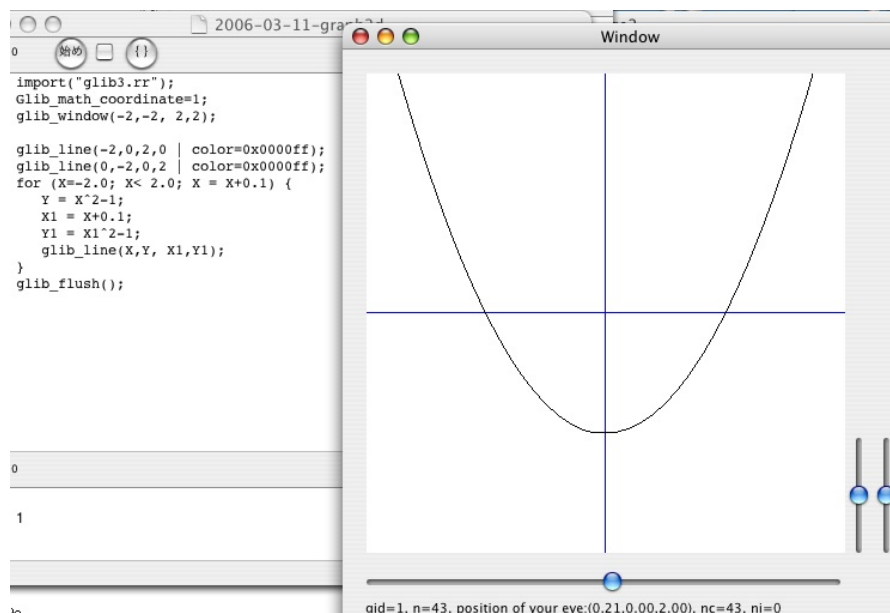 2006-03-11-graph2d
Window
0
始め
{ }
import("glib3.rr");
Glib_math_coordinate=1;
glib_window(-2,-2, 2,2);
glib_line(-2,0,2,0 | color=0x0000ff);
glib_line(0,-2,0,2 | color=0x0000ff);
for (X=-2.0; X< 2.0; X = X+0.1) {
Y = X^2-1;
X1 = X+0.1;
Y1 = X1^2-1;
glib_line(X,Y, X1,Y1);
}
glib_flush();
0
1
gid=1, n=43, position of your eye:(0.21,0.00,2.00), nc=43, ni=0